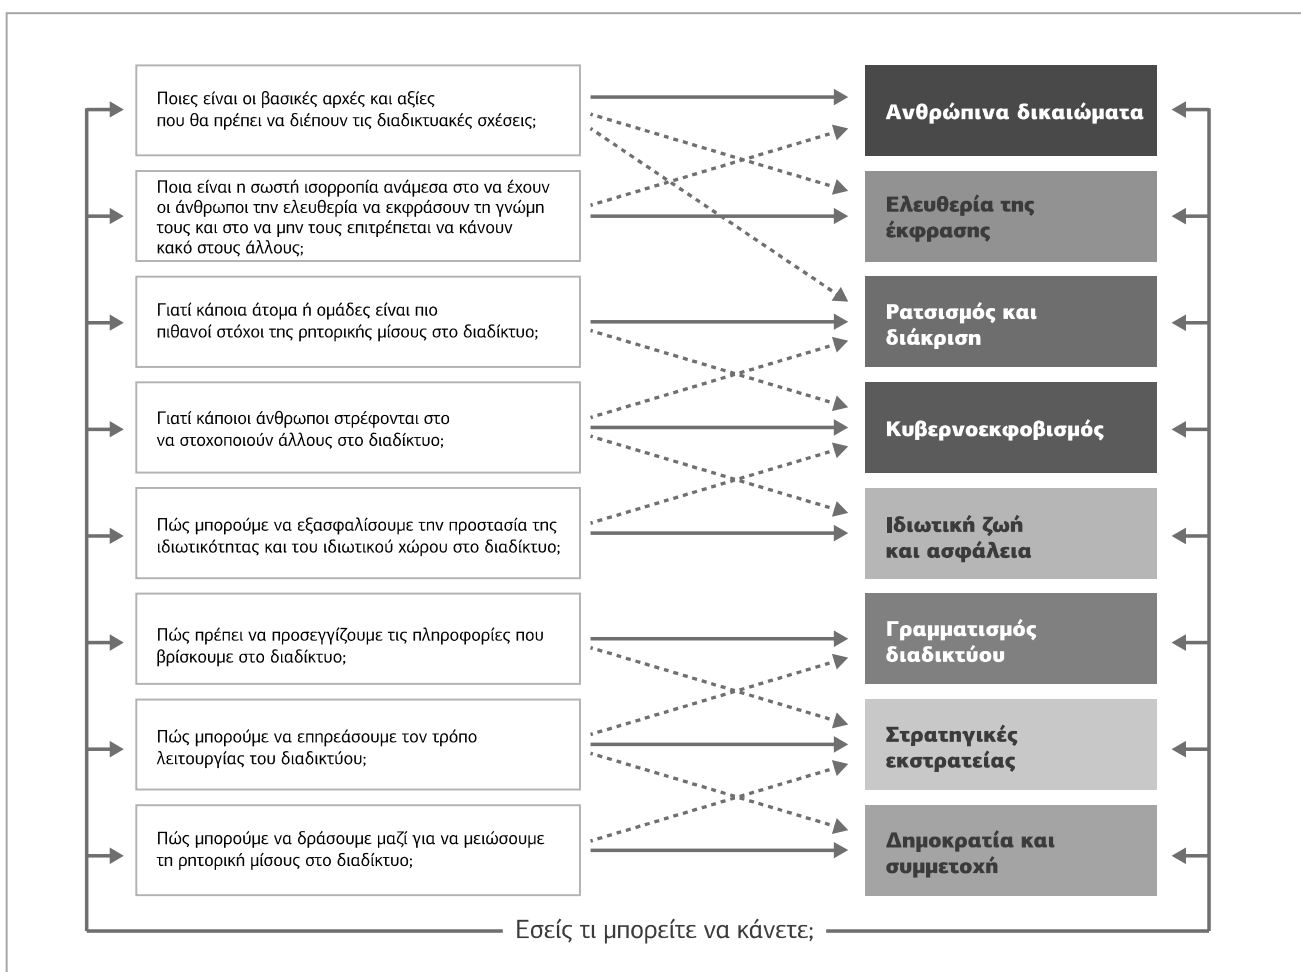 Ποιες είναι οι βασικές αρχές και αξίες
που θα πρέπει να διέπουν τις διαδικτυακές σχέσεις;
Ανθρώπινα δικαιώματα
Ποια είναι η σωστή ισορροπία ανάμεσα στο να έχουν
οι άνθρωποι την ελευθερία να εκφράσουν τη γνώμη
τους και στο να μην τους επιτρέπεται να κάνουν
κακό στους άλλους;
Ελευθερία της
έκφρασης
Γιατί κάποια άτομα ή ομάδες είναι πιο
πιθανοί στόχοι της ρητορικής μίσους στο διαδίκτυο;
Ρατσισμός και
διάκριση
Γιατί κάποιοι άνθρωποι στρέφονται στο
να στοχοποιούν άλλους στο διαδίκτυο;
Κυβερνοεκφοβισμός
Πώς μπορούμε να εξασφαλίσουμε την προστασία της
ιδιωτικότητας και του ιδιωτικού χώρου στο διαδίκτυο;
Ιδιωτική ζωή
και ασφάλεια
Πώς πρέπει να προσεγγίζουμε τις πληροφορίες που
βρίσκουμε στο διαδίκτυο;
Γραμματισμός
διαδικτύου
Πώς μπορούμε να επηρεάσουμε τον τρόπο
λειτουργίας του διαδικτύου;
Στρατηγικές
εκστρατείας
Πώς μπορούμε να δράσουμε μαζί για να μειώσουμε
τη ρητορική μίσους στο διαδίκτυο;
Δημοκρατία και
συμμετοχή
Εσείς τι μπορείτε να κάνετε;